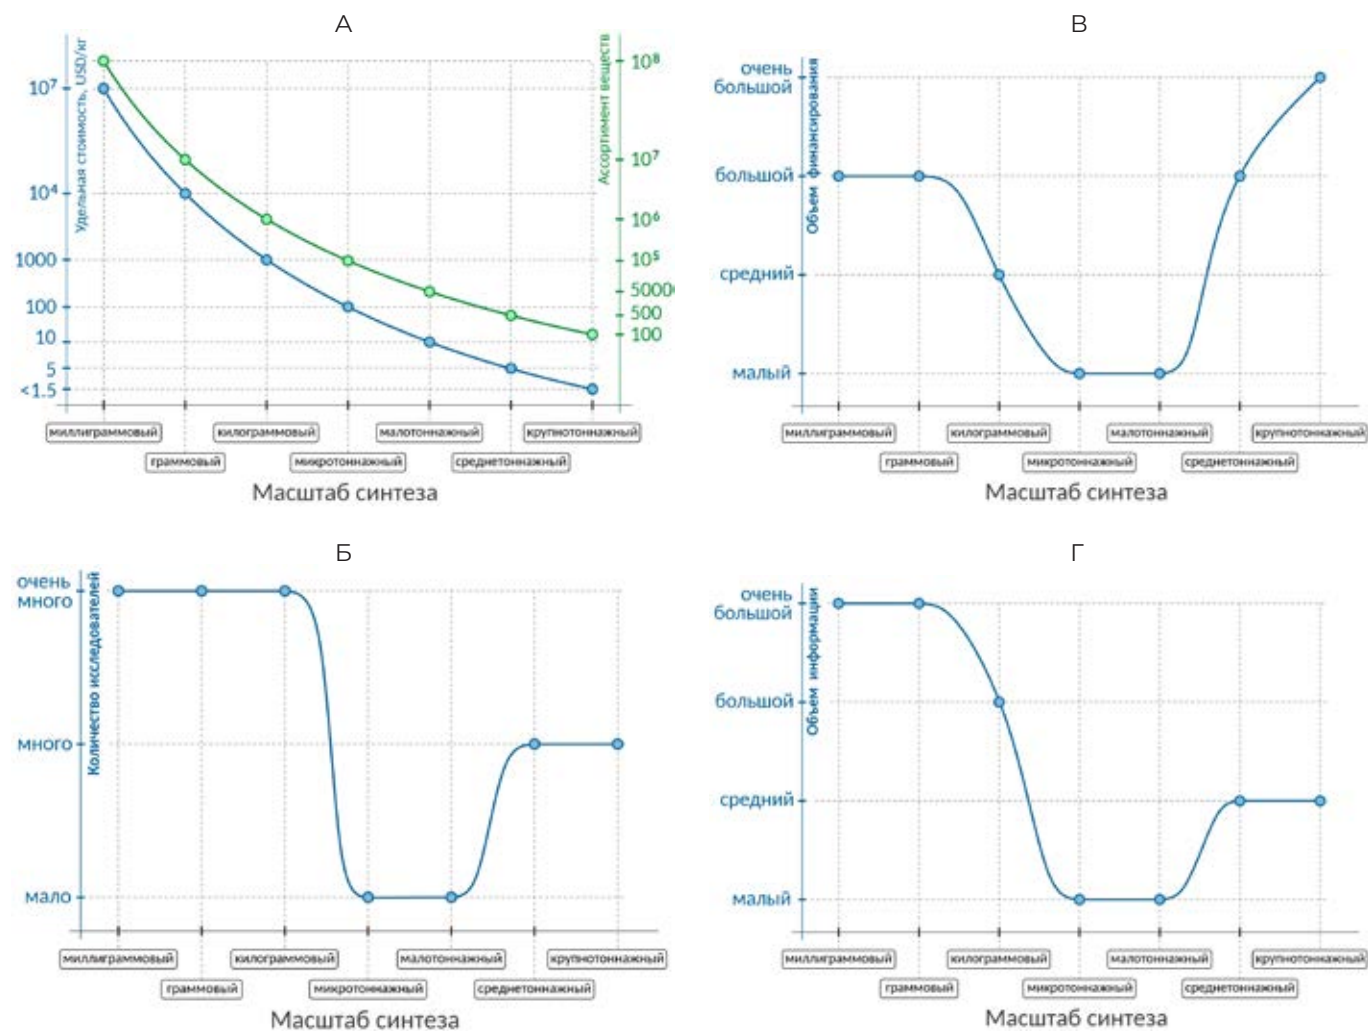 А
Удельная стоимость, USD/кг
Ассортимент веществ
10⁷
10⁴
1000
100
10
5
<1.5
10⁸
10⁷
10⁶
10⁵
5000
500
100
миллиграммовый
килограммовый
малотоннажный
крупнотоннажный
граммовый
микротоннажный
среднетоннажный
Масштаб синтеза
В
Объем финансирования
очень
большой
большой
средний
малый
миллиграммовый
килограммовый
малотоннажный
крупнотоннажный
граммовый
микротоннажный
среднетоннажный
Масштаб синтеза
Б
Количество исследователей
очень
много
много
мало
миллиграммовый
килограммовый
малотоннажный
крупнотоннажный
граммовый
микротоннажный
среднетоннажный
Масштаб синтеза
Г
Объем информации
очень
большой
большой
средний
малый
миллиграммовый
килограммовый
малотоннажный
крупнотоннажный
граммовый
микротоннажный
среднетоннажный
Масштаб синтеза